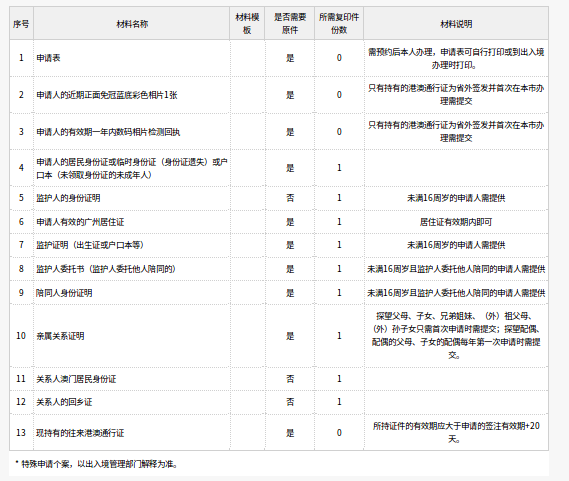 序号 材料名称 材料模板 是否需要原件 所需复印件份数 材料说明
1 申请表 是 0 需预约后本人办理，申请表可自行打印或到出入境办理时打印。
2 申请人的近期正面免冠蓝底彩色相片1张 是 0 只有持有的港澳通行证为省外签发并首次在本市办理需提交
3 申请人的有效期一年内数码相片检测回执 是 0 只有持有的港澳通行证为省外签发并首次在本市办理需提交
4 申请人的居民身份证或临时身份证（身份证遗失）或户口本（未领取身份证的未成年人） 是 1
5 监护人的身份证明 否 1 未满16周岁的申请人需提供
6 申请人有效的广州居住证 是 1 居住证有效期内即可
7 监护证明（出生证或户口本等） 是 1 未满16周岁的申请人需提供
8 监护人委托书（监护人委托他人陪同的） 是 1 未满16周岁且监护人委托他人陪同的申请人需提供
9 陪同人身份证明 是 1 未满16周岁且监护人委托他人陪同的申请人需提供
10 亲属关系证明 是 1 探望父母、子女、兄弟姐妹、（外）祖父母、（外）孙子女只需首次申请时需提交；探望配偶、配偶的父母、子女的配偶每年第一次申请时需提交。
11 关系人澳门居民身份证 否 1
12 关系人的回乡证 否 1
13 现持有的往来港澳通行证 是 0 所持证件的有效期应大于申请的签注有效期+20天。
* 特殊申请个案，以出入境管理部门解释为准。